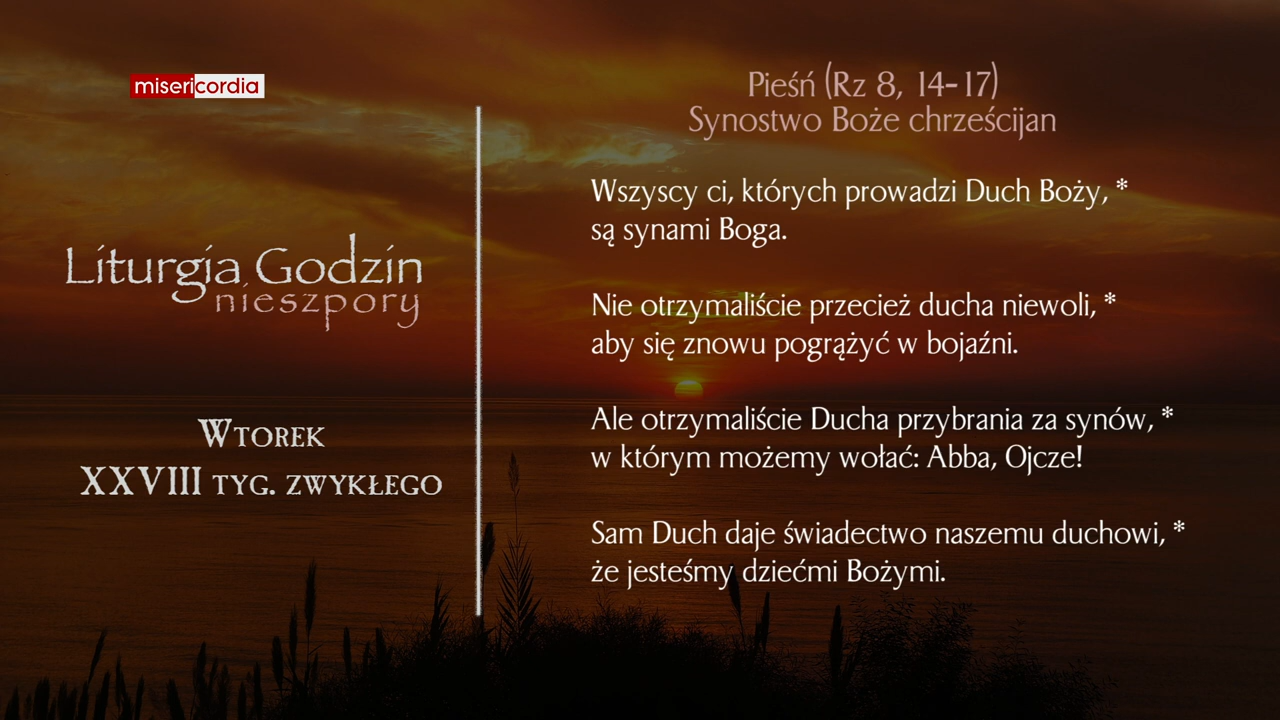 misericordia
Liturgia Godzin
nieszpory
Wtorek
XXVIII tyg. zwykłego
Pieśń (Rz 8, 14-17)
Synostwo Boże chrześcijan
Wszyscy ci, których prowadzi Duch Boży, *
są synami Boga.
Nie otrzymaliście przecież ducha niewoli, *
aby się znowu pogrążyć w bojaźni.
Ale otrzymaliście Ducha przybrania za synów, *
w którym możemy wołać: Abba, Ojcze!
Sam Duch daje świadectwo naszemu duchowi, *
że jesteśmy dziećmi Bożymi.